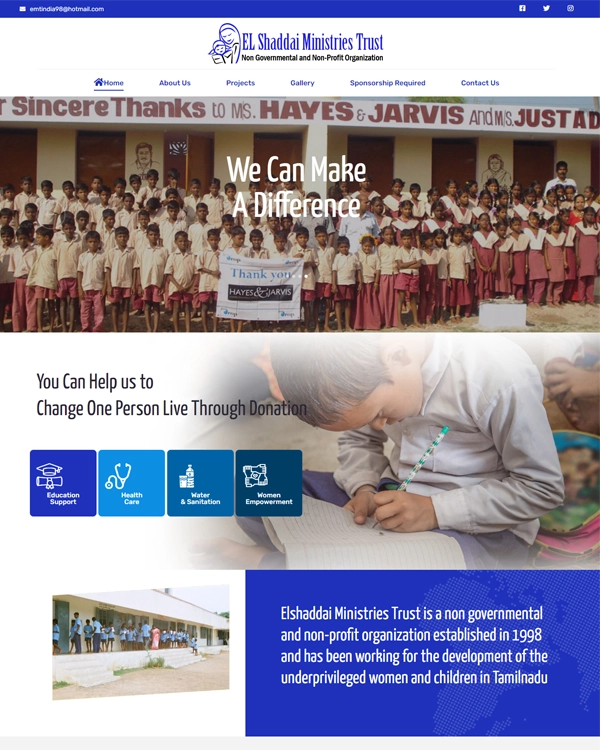 emtindia98@hotmail.com
EL Shaddai Ministries Trust
Non Governmental and Non-Profit Organization
Home About Us Projects Gallery Sponsorship Required Contact Us
r Sincere Thanks to MS. HAYES & JARVIS And M/S. JUST A D
We Can Make
A Difference
Thank you...
HAYES & JARVIS
You Can Help us to
Change One Person Live Through Donation
Education
Support
Health
Care
Water
& Sanitation
Women
Empowerment
Elshaddai Ministries Trust is a non governmental
and non-profit organization established in 1998
and has been working for the development of the
underprivileged women and children in Tamilnadu